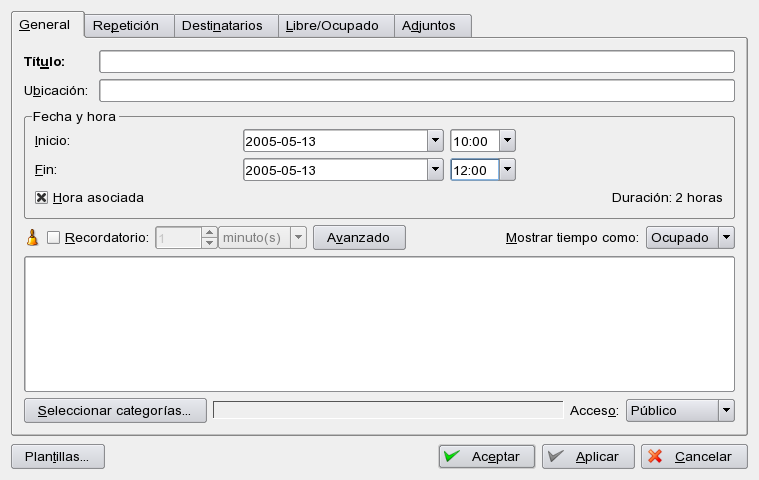 General Repetición Destinatarios Libre/Ocupado Adjuntos
Título:
Ubicación:
Fecha y hora
Inicio: 2005-05-13 10:00
Fin: 2005-05-13 12:00
Hora asociada Duración: 2 horas
Recordatorio: 1 minuto(s) Avanzado Mostrar tiempo como: Ocupado
Seleccionar categorías... Acceso: Público
Plantillas... Aceptar Aplicar Cancelar